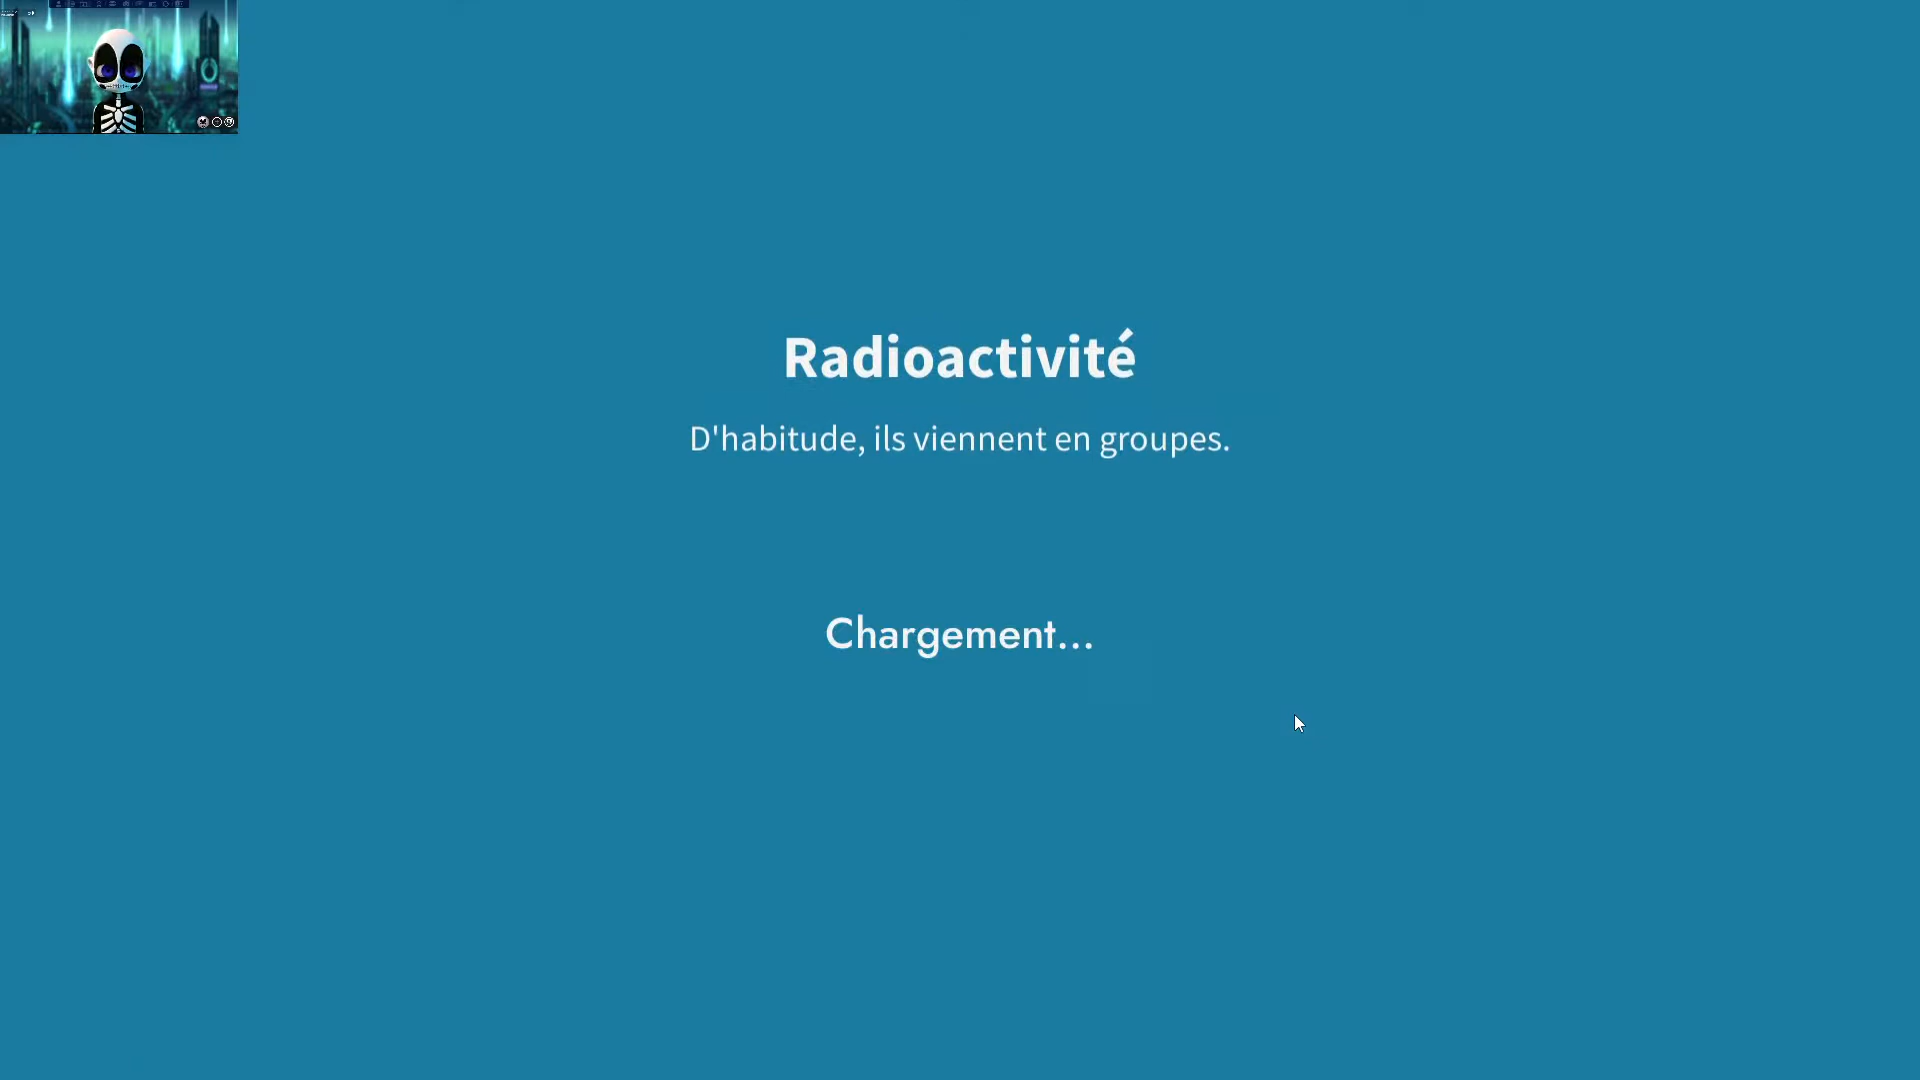 Radioactivité
D'habitude, ils viennent en groupes.
Chargement...